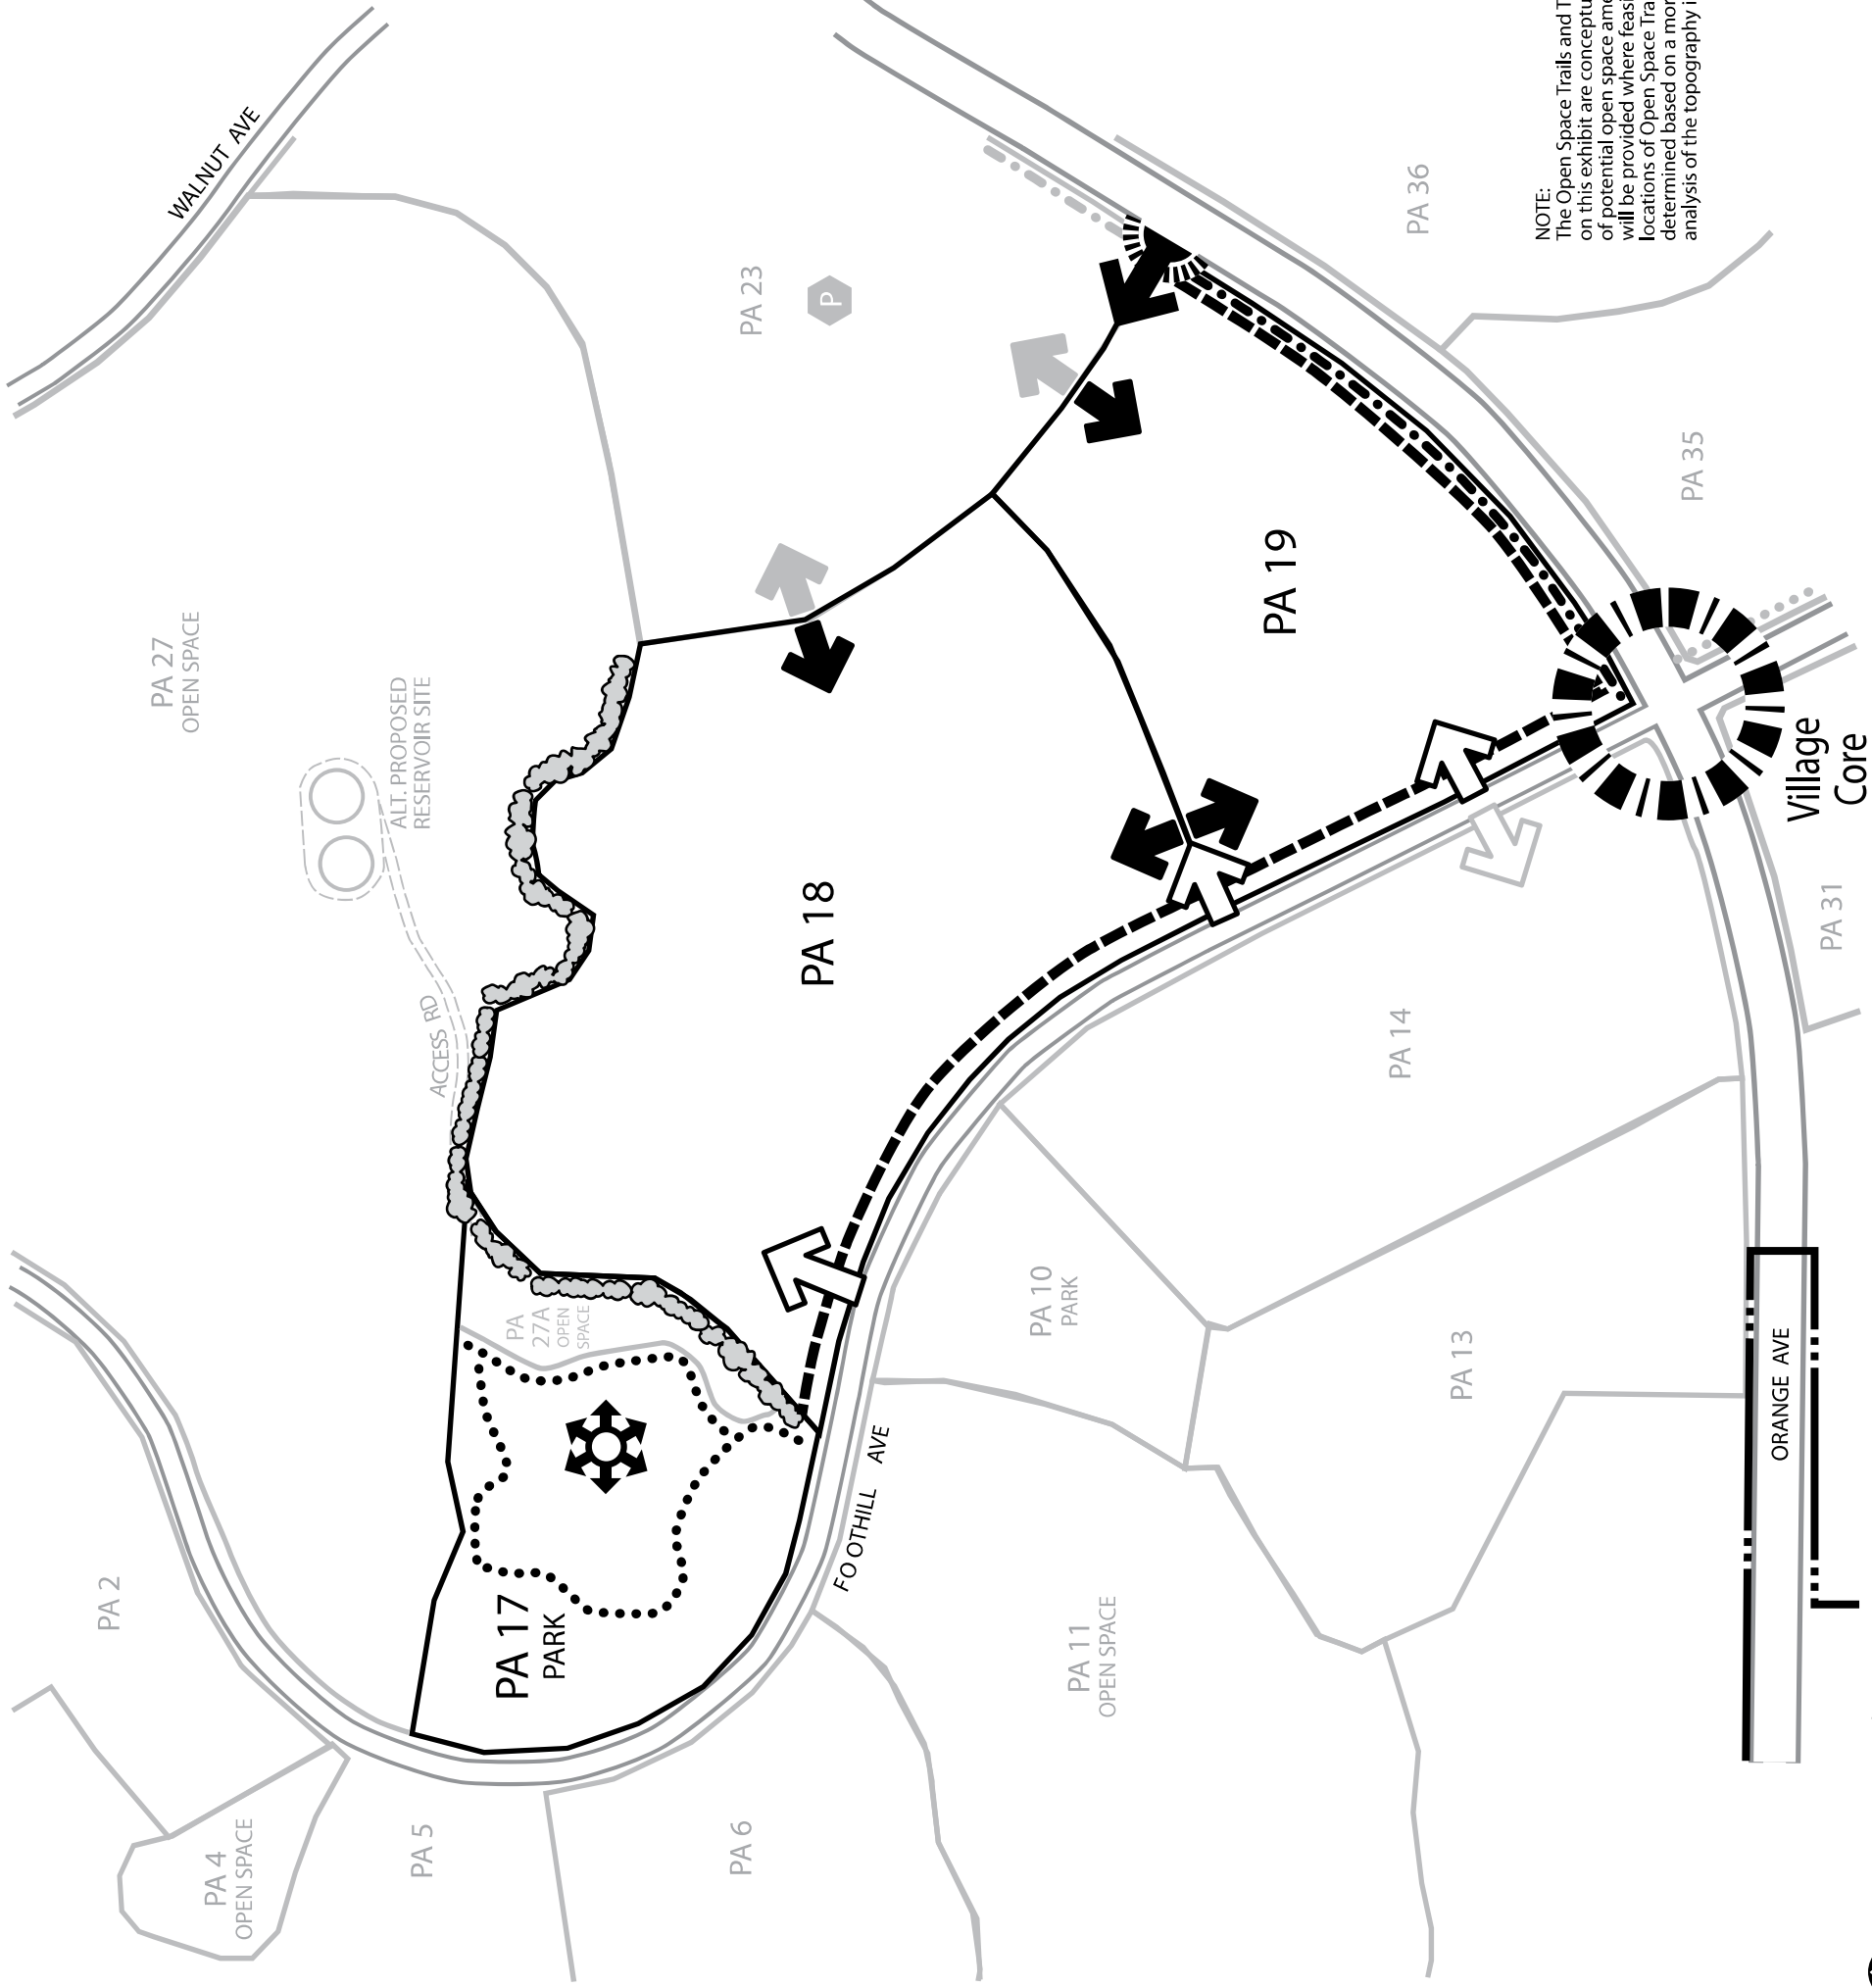 WALNUT AVE
PA 27
OPEN SPACE
PA 23
P
PA 36
ALT. PROPOSED
RESERVOIR SITE
ACCESS RD
PA 18
PA 19
PA 35
NOTE:
The Open Space Trails and T
on this exhibit are conceptu
of potential open space ame
will be provided where feasi
locations of Open Space Tra
determined based on a mor
analysis of the topography i
Village
Core
PA 31
PA 14
PA
27A
OPEN
SPACE
PA 10
PARK
PA 13
ORANGE AVE
FOOTHILL AVE
PA 17
PARK
PA 2
PA 11
OPEN SPACE
PA 4
OPEN SPACE
PA 5
PA 6